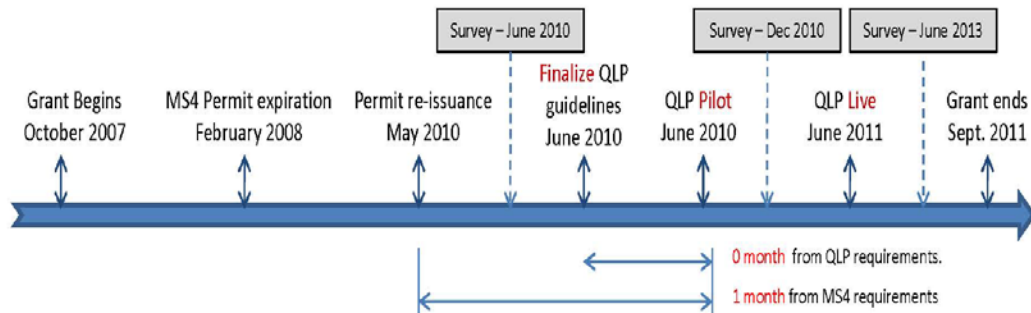 Survey – June 2010
Survey – Dec 2010
Survey – June 2013
Grant Begins
October 2007
MS4 Permit expiration
February 2008
Permit re-issuance
May 2010
Finalize QLP
guidelines
June 2010
QLP Pilot
June 2010
QLP Live
June 2011
Grant ends
Sept. 2011
0 month from QLP requirements.
1 month from MS4 requirements